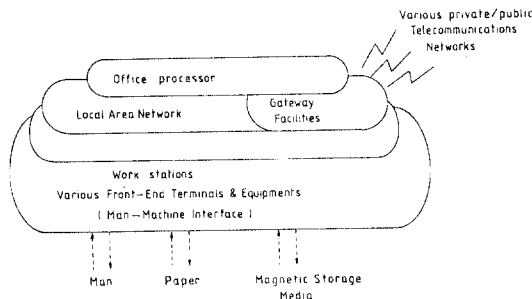 Various private/public
Telecommunications
Networks
Office processor
Local Area Network
Gateway
Facilities
Work stations
Various Front-End Terminals & Equipments
( Man-Machine Interface )
Man
Paper
Magnetic Storage
Media